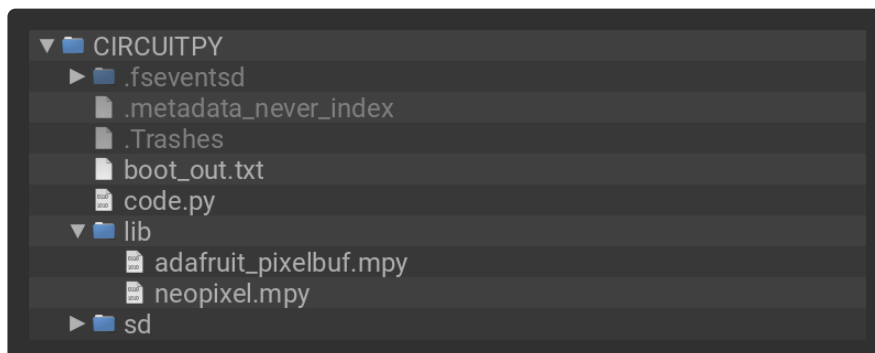 CIRCUITPY
.fseventsd
.metadata_never_index
.Trashes
boot_out.txt
code.py
lib
adafruit_pixelbuf.mpy
neopixel.mpy
sd